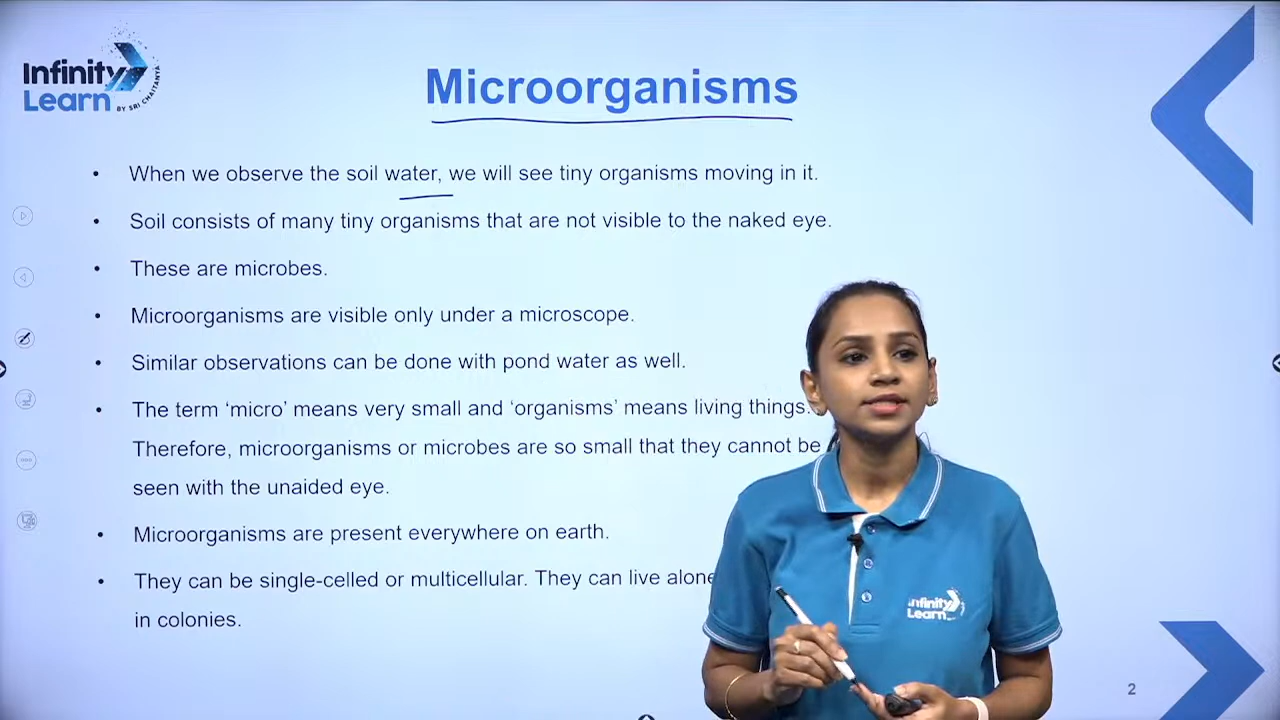 Infinity
Learn
BY SRI CHAITANYA
Microorganisms
• When we observe the soil water, we will see tiny organisms moving in it.
• Soil consists of many tiny organisms that are not visible to the naked eye.
• These are microbes.
• Microorganisms are visible only under a microscope.
• Similar observations can be done with pond water as well.
• The term ‘micro’ means very small and ‘organisms’ means living things.
Therefore, microorganisms or microbes are so small that they cannot be
seen with the unaided eye.
• Microorganisms are present everywhere on earth.
• They can be single-celled or multicellular. They can live alone
in colonies.
Infinity
Learn
2